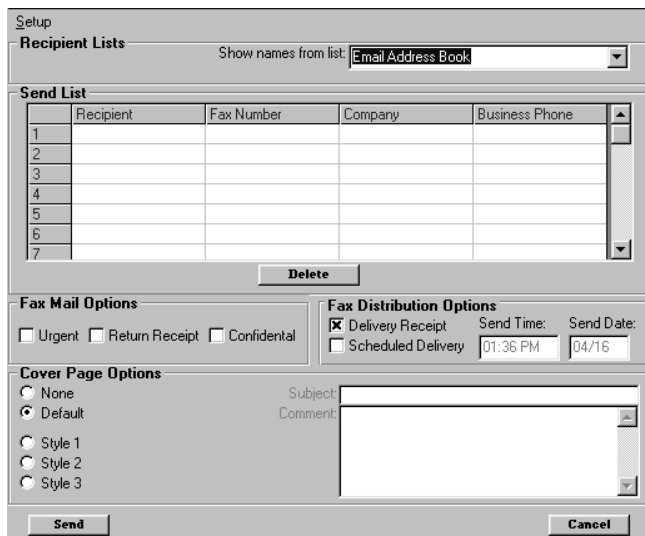 Setup
Recipient Lists
Show names from list: Email Address Book
Send List
Recipient Fax Number Company Business Phone
1
2
3
4
5
6
7
Delete
Fax Mail Options
Urgent Return Receipt Confidental
Fax Distribution Options
Delivery Receipt Send Time: Send Date:
Scheduled Delivery 01:36 PM 04/16
Cover Page Options
None Subject:
Default Comment:
Style 1
Style 2
Style 3
Send Cancel